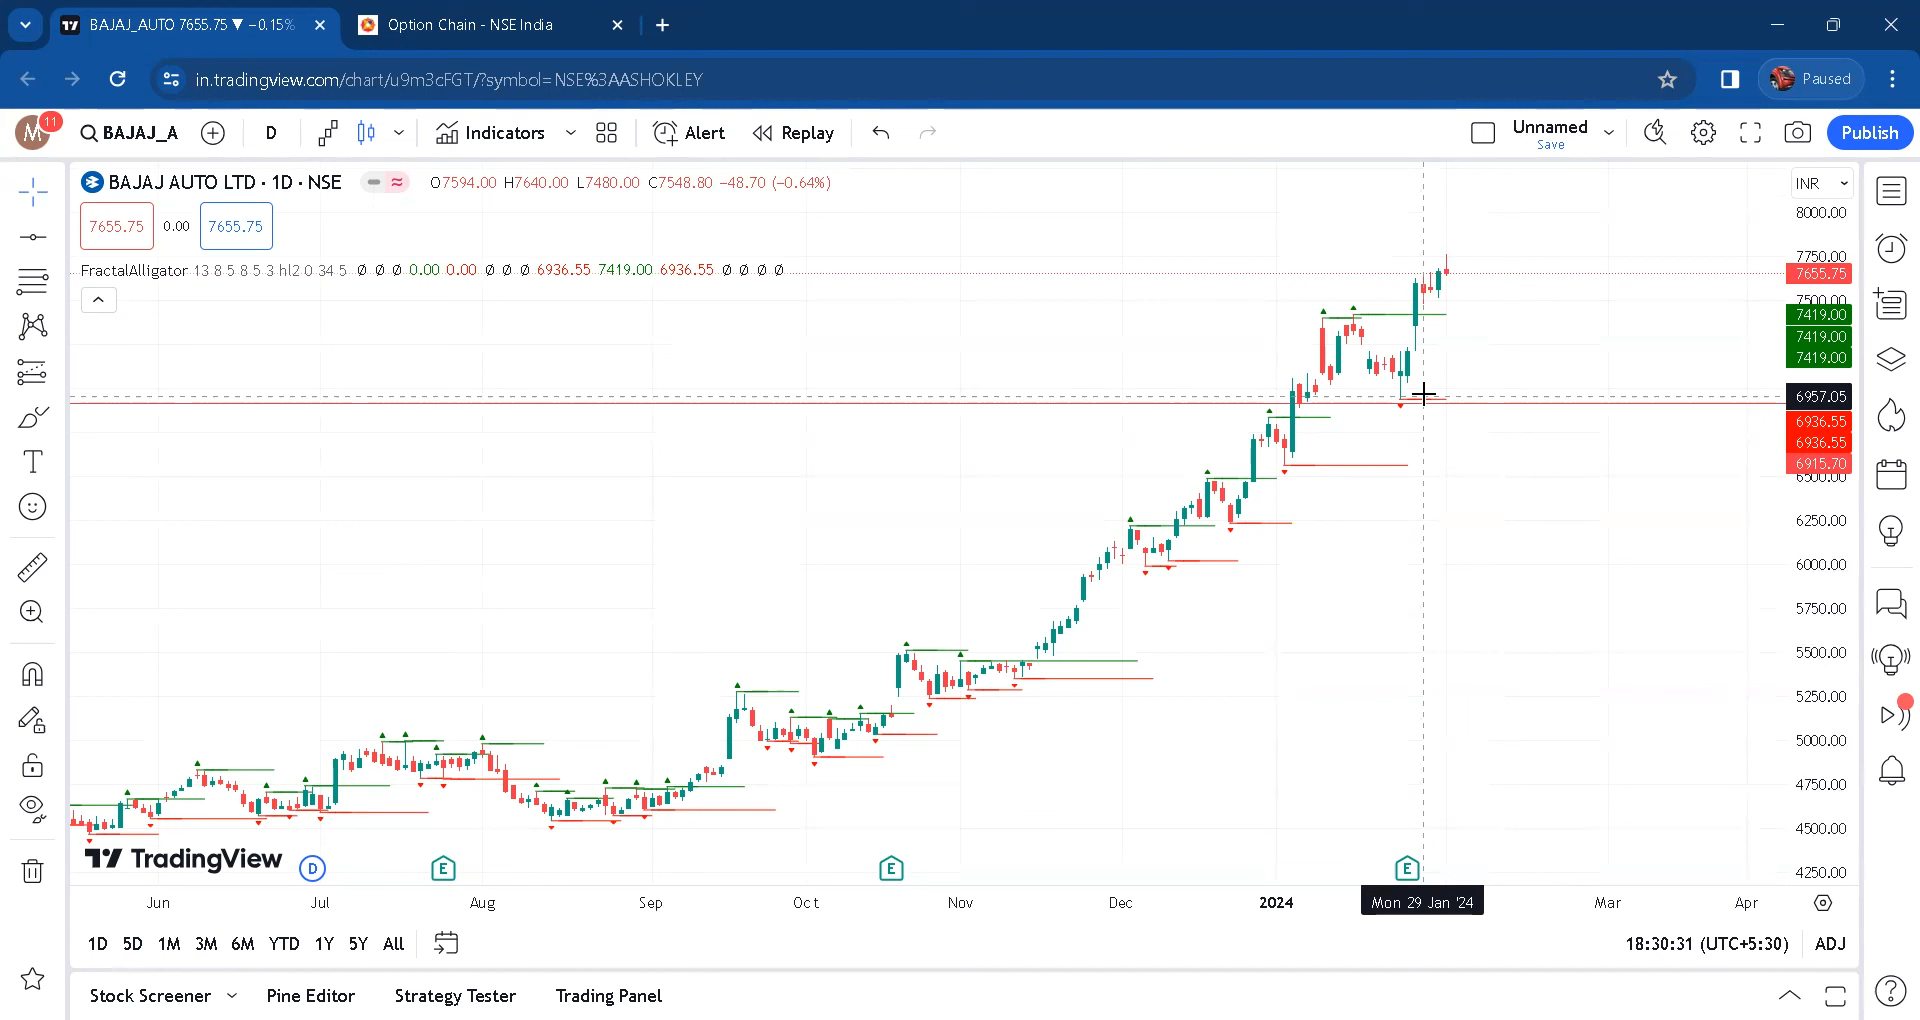 BAJAJ_AUTO 7655.75 ▼ −0.15%
Option Chain - NSE India
in.tradingview.com/chart/u9m3cFGT/?symbol=NSE%3AASHOKLEY
Paused
M
11
BAJAJ_A
D
Indicators
Alert
Replay
Unnamed
Save
Publish
BAJAJ AUTO LTD · 1D · NSE
O7594.00 H7640.00 L7480.00 C7548.80 −48.70 (−0.64%)
INR
7655.75
0.00
7655.75
FractalAlligator 13 8 5 8 5 3 hl2 0 34 5 Ø Ø Ø 0.00 0.00 Ø Ø Ø 6936.55 7419.00 6936.55 Ø Ø Ø Ø
8000.00
7750.00
7655.75
7500.00
7419.00
7419.00
7419.00
6957.05
6936.55
6936.55
6915.70
6500.00
6250.00
6000.00
5750.00
5500.00
5250.00
5000.00
4750.00
4500.00
4250.00
TradingView
D
E
E
E
Jun
Jul
Aug
Sep
Oct
Nov
Dec
2024
Mon 29 Jan '24
Mar
Apr
1D 5D 1M 3M 6M YTD 1Y 5Y All
18:30:31 (UTC+5:30)
ADJ
Stock Screener
Pine Editor
Strategy Tester
Trading Panel